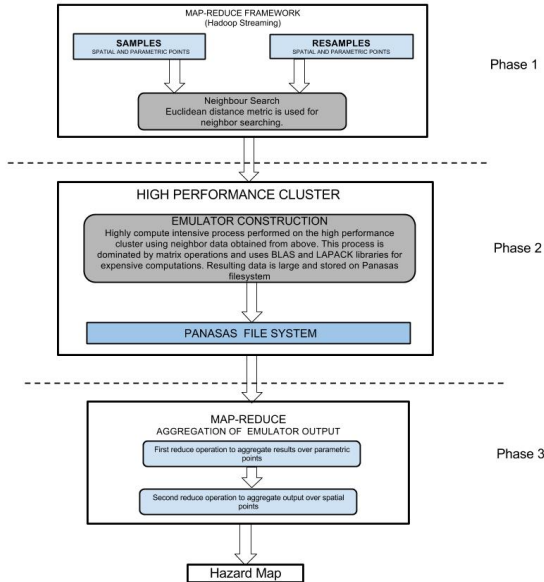 MAP-REDUCE FRAMEWORK
(Hadoop Streaming)
SAMPLES
SPATIAL AND PARAMETRIC POINTS
RESAMPLES
SPATIAL AND PARAMETRIC POINTS
Phase 1
Neighbour Search
Euclidean distance metric is used for
neighbor searching.
HIGH PERFORMANCE CLUSTER
EMULATOR CONSTRUCTION
Highly compute intensive process performed on the high performance
cluster using neighbor data obtained from above. This process is
dominated by matrix operations and uses BLAS and LAPACK libraries for
expensive computations. Resulting data is large and stored on Panasas
filesystem
Phase 2
PANASAS FILE SYSTEM
MAP-REDUCE
AGGREGATION OF EMULATOR OUTPUT
First reduce operation to aggregate results over parametric
points
Phase 3
Second reduce operation to aggregate output over spatial
points
Hazard Map